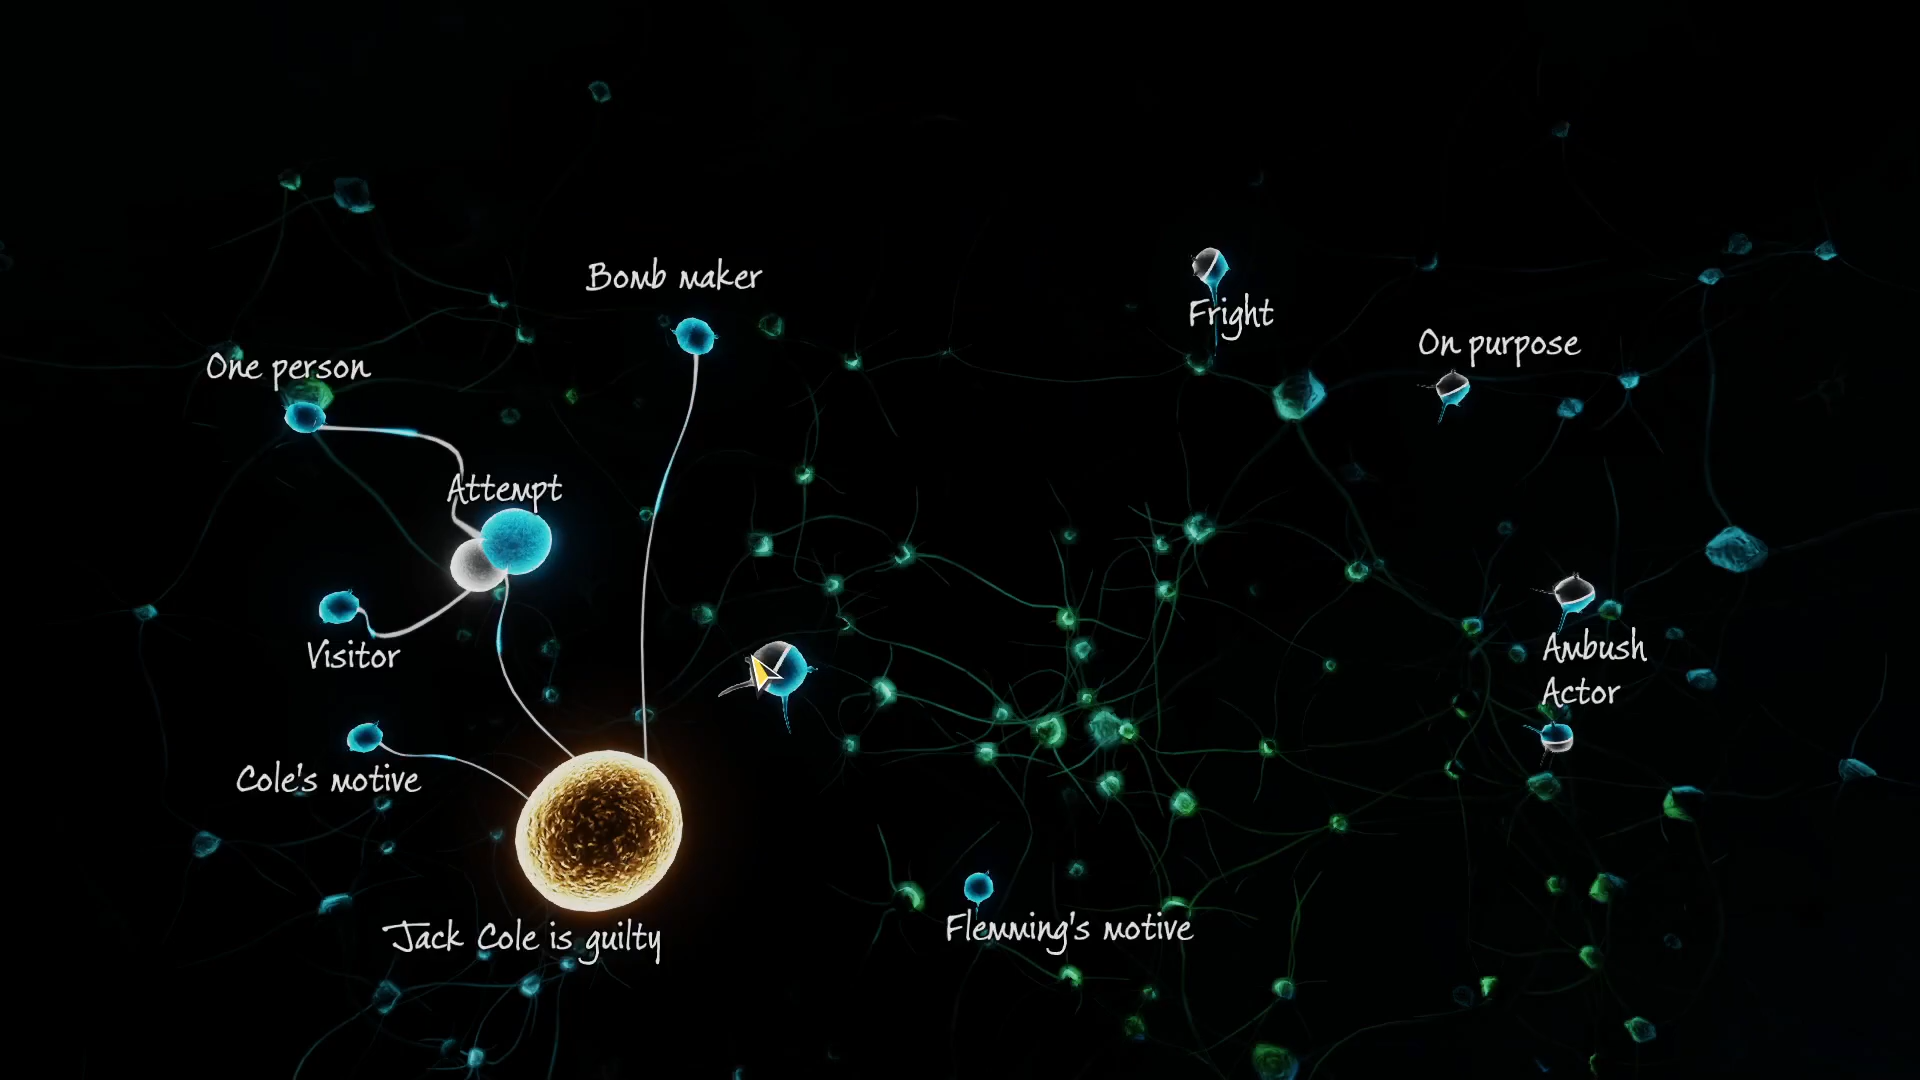 Bomb maker
Fright
On purpose
One person
Attempt
Visitor
Ambush
Actor
Cole's motive
Flemming's motive
Jack Cole is guilty